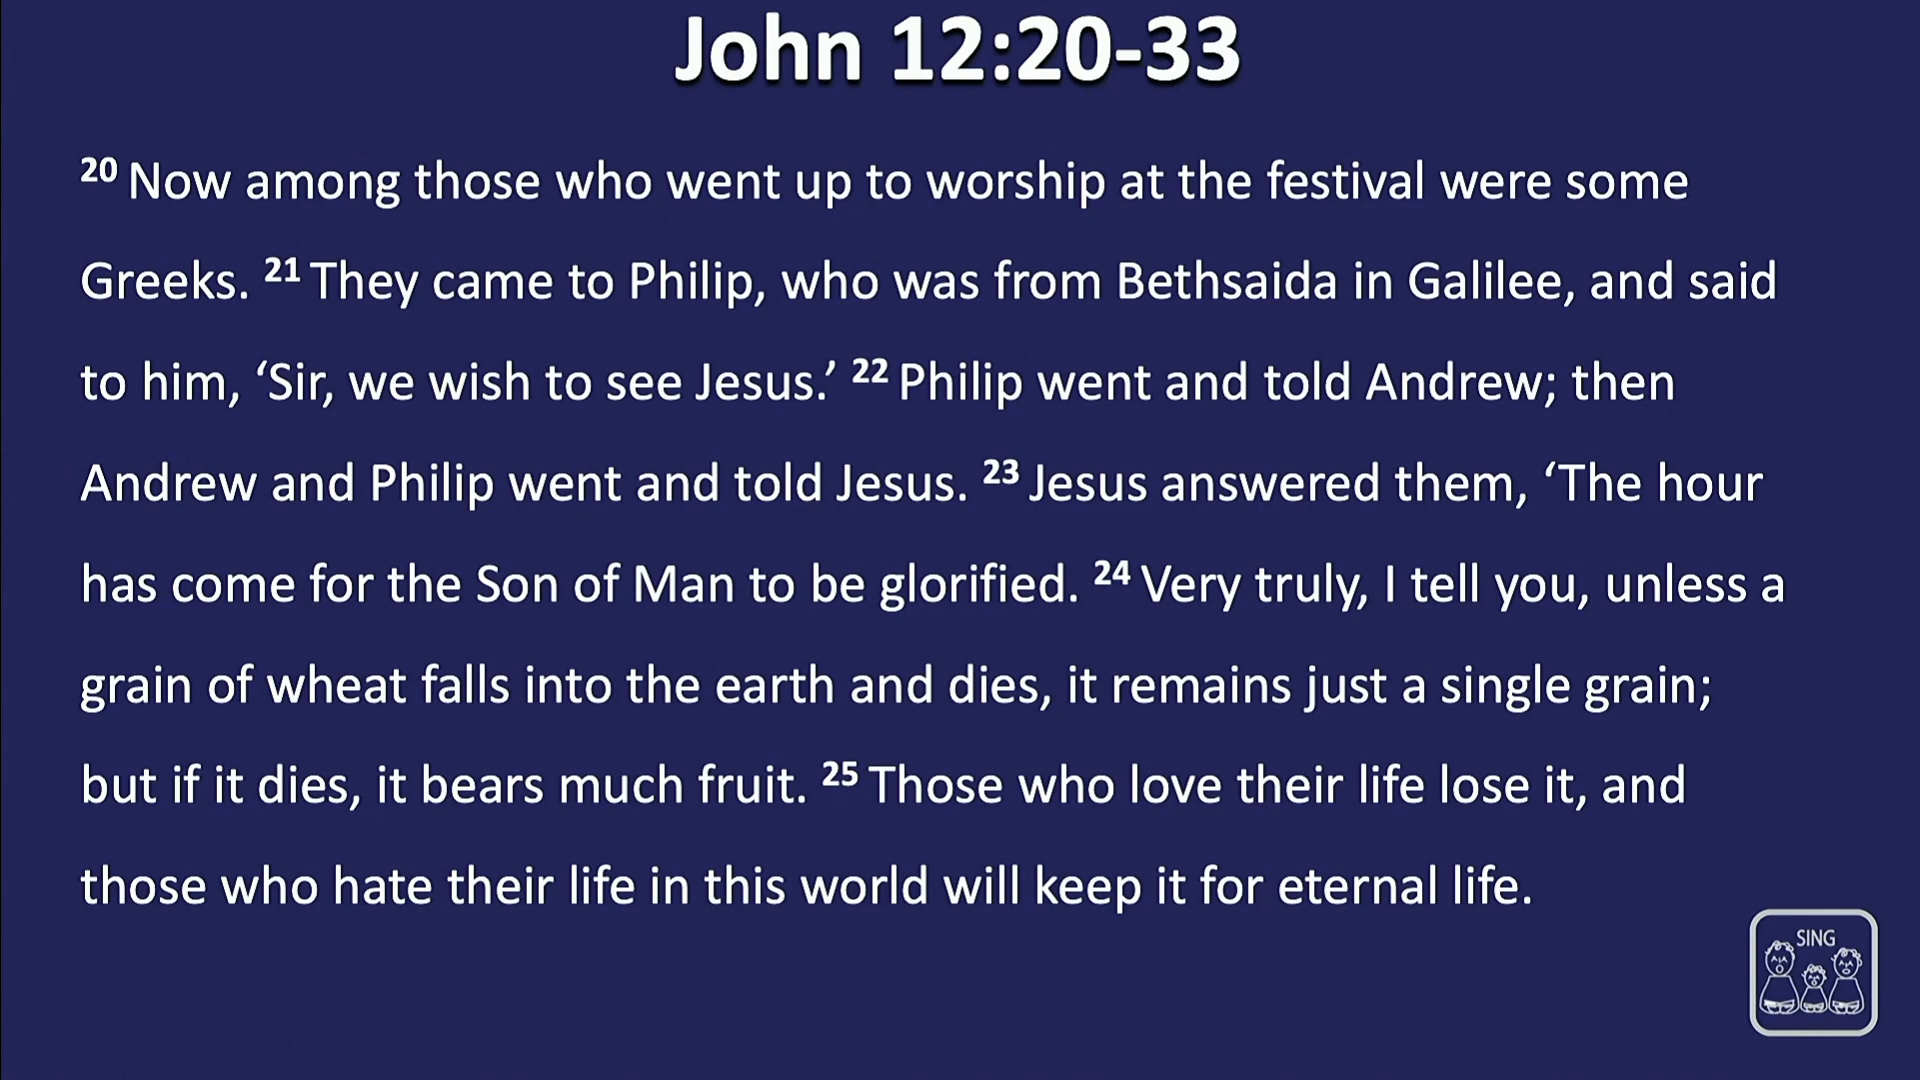 John 12:20-33
20 Now among those who went up to worship at the festival were some
Greeks. 21 They came to Philip, who was from Bethsaida in Galilee, and said
to him, ‘Sir, we wish to see Jesus.’ 22 Philip went and told Andrew; then
Andrew and Philip went and told Jesus. 23 Jesus answered them, ‘The hour
has come for the Son of Man to be glorified. 24 Very truly, I tell you, unless a
grain of wheat falls into the earth and dies, it remains just a single grain;
but if it dies, it bears much fruit. 25 Those who love their life lose it, and
those who hate their life in this world will keep it for eternal life.
SING